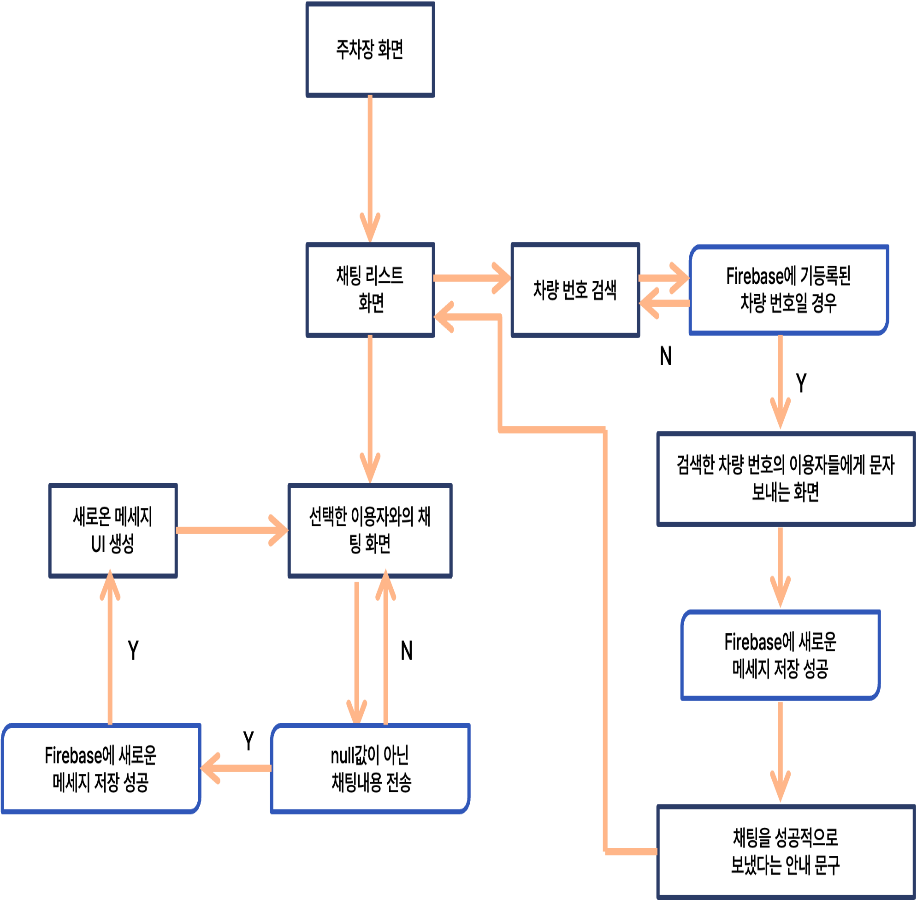 주차장 화면
채팅 리스트
화면
차량 번호 검색
Firebase에 기등록된
차량 번호일 경우
N
Y
검색한 차량 번호의 이용자들에게 문자
보내는 화면
새로온 메세지
UI 생성
선택한 이용자와의 채
팅 화면
Y
N
Firebase에 새로운
메세지 저장 성공
Firebase에 새로운
메세지 저장 성공
Y
null값이 아닌
채팅내용 전송
채팅을 성공적으로
보냈다는 안내 문구